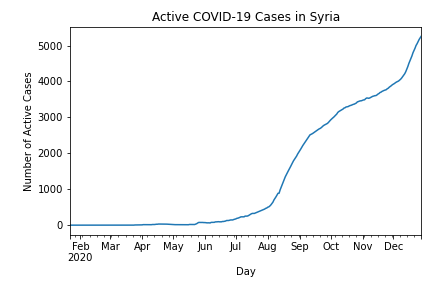 Active COVID-19 Cases in Syria
Number of Active Cases
5000
4000
3000
2000
1000
0
Feb Mar Apr May Jun Jul Aug Sep Oct Nov Dec
2020
Day